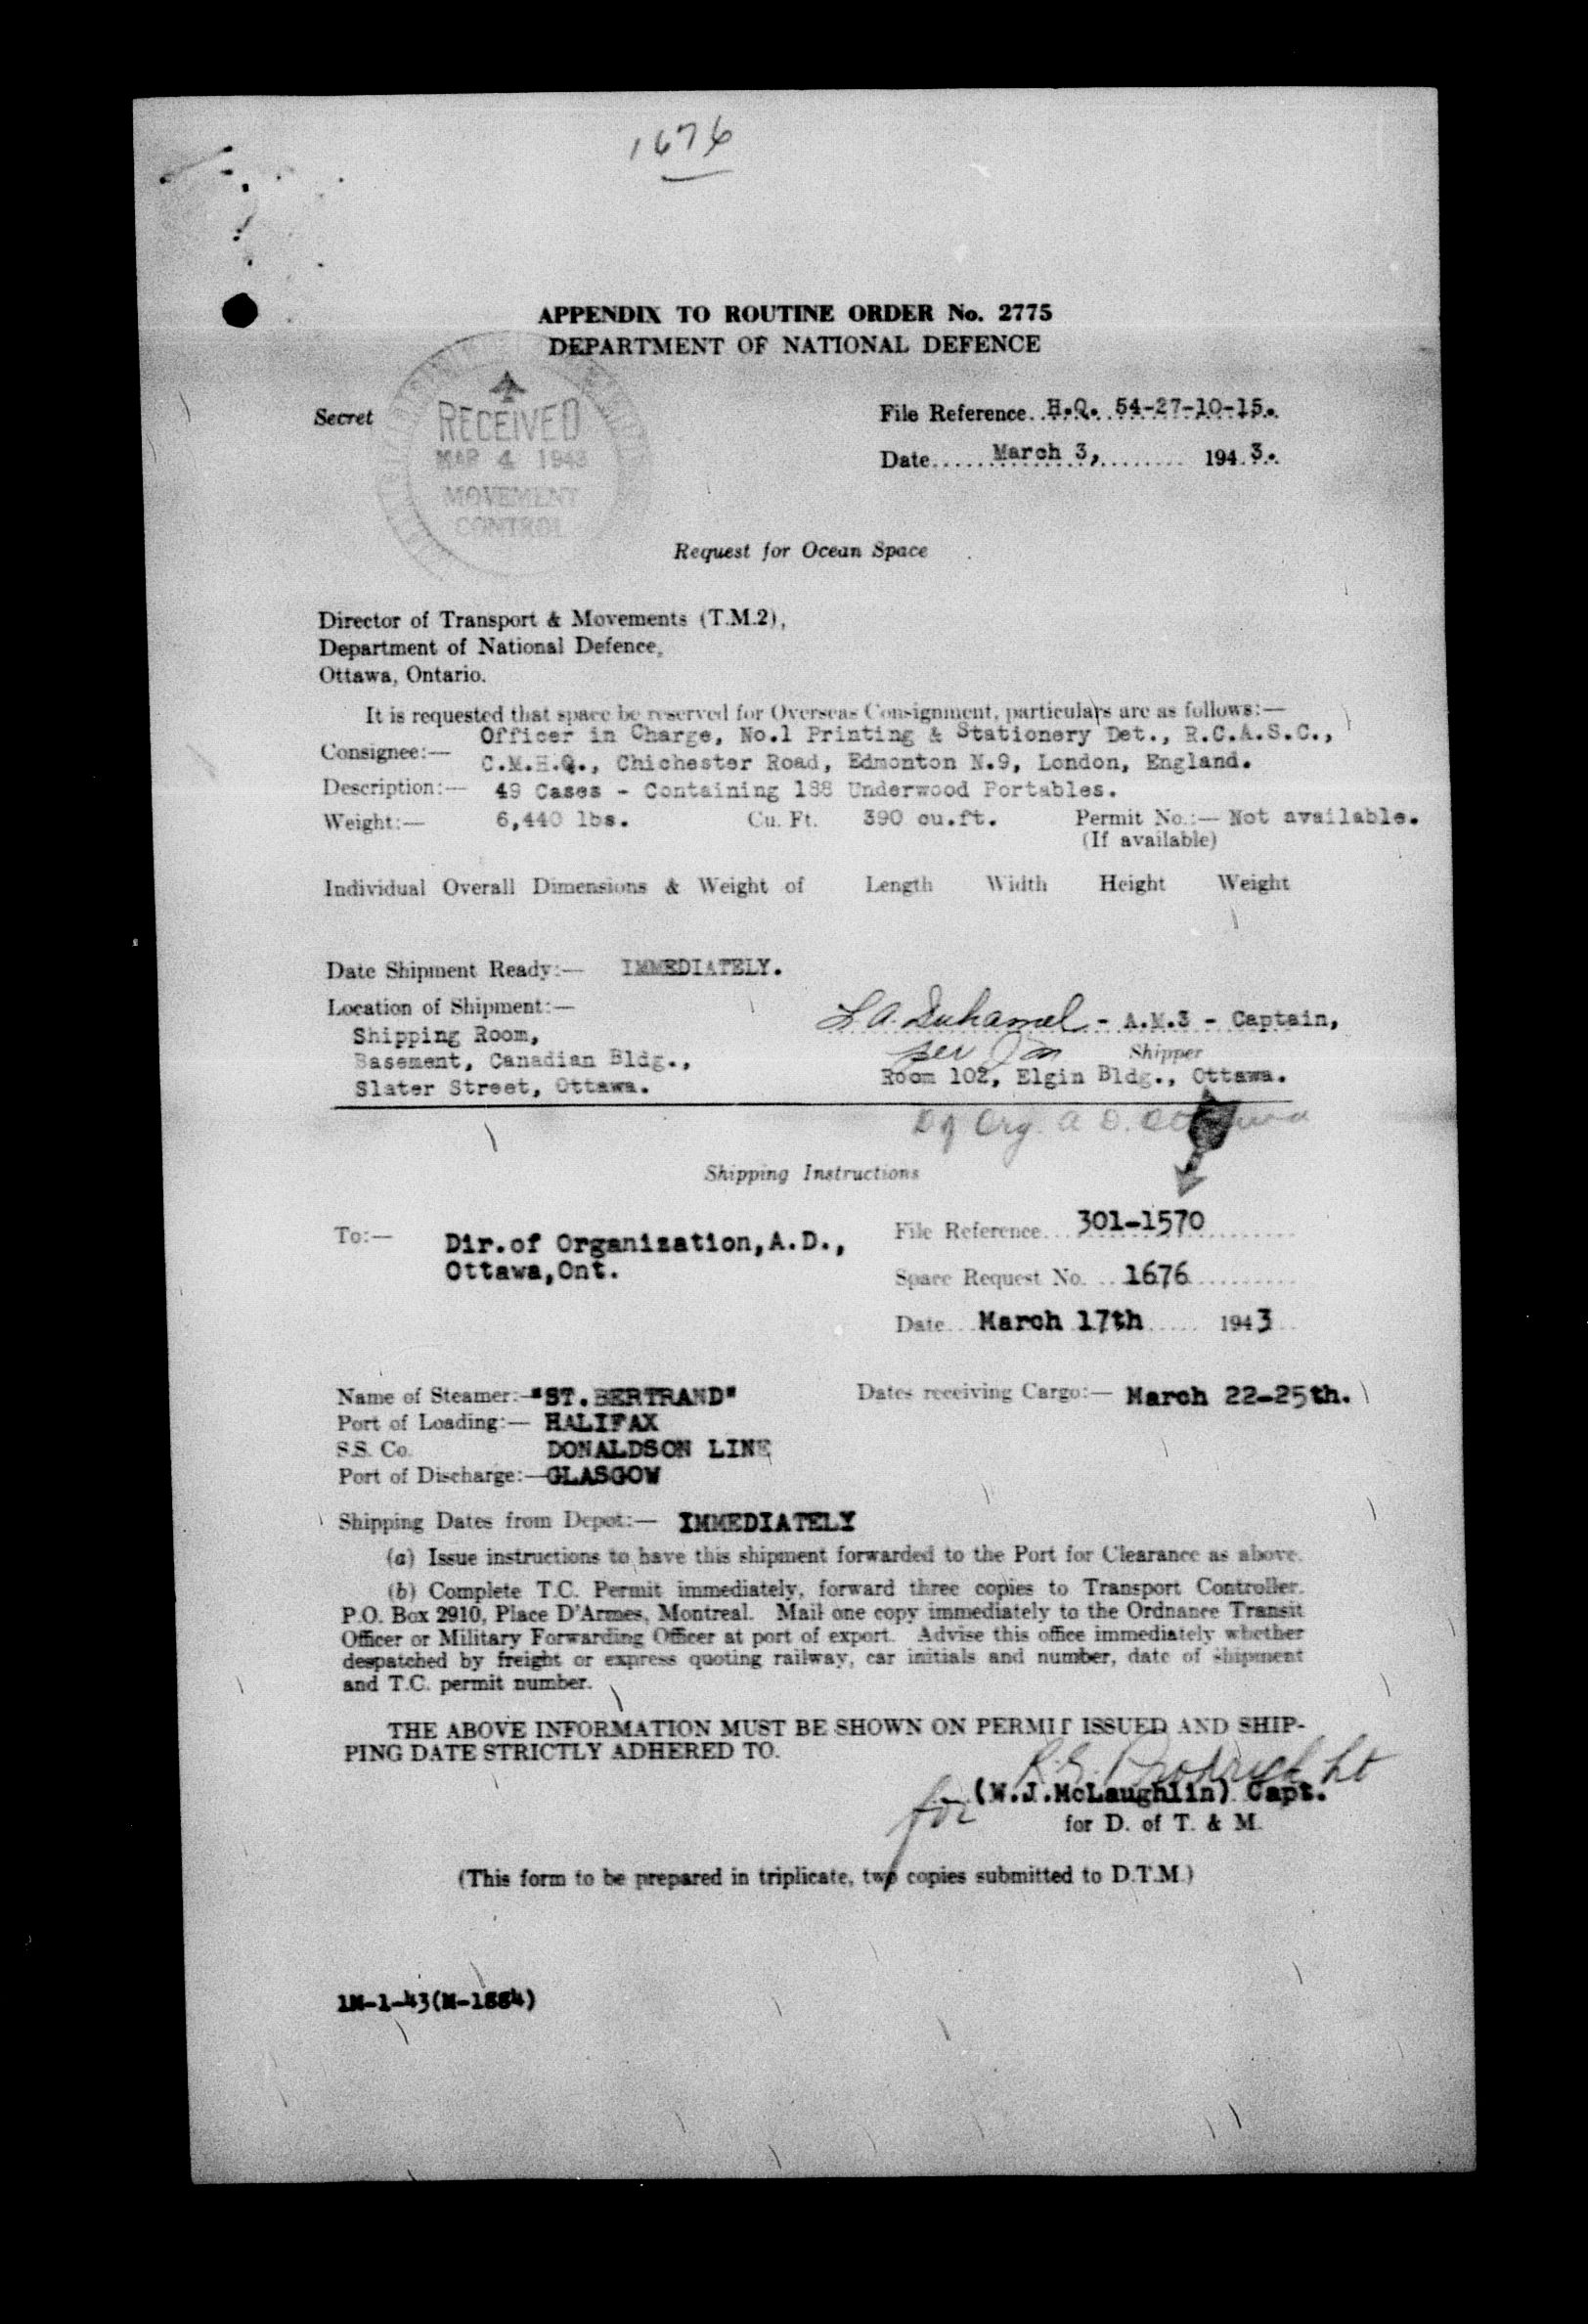 1676
APPENDIX TO ROUTINE ORDER No. 2775
DEPARTMENT OF NATIONAL DEFENCE
Secret
RECEIVED
MAR 4 1943
MOVEMENT
CONTROL
File Reference. H.Q. 54-27-10-15.
Date March 3, 1943.
Request for Ocean Space
Director of Transport & Movements (T.M.2),
Department of National Defence,
Ottawa, Ontario.
It is requested that space be reserved for Overseas Consignment, particulars are as follows:—
Consignee:— Officer in Charge, No.1 Printing & Stationery Det., R.C.A.S.C.,
C.M.H.Q., Chichester Road, Edmonton N.9, London, England.
Description:— 49 Cases - Containing 188 Underwood Portables.
Weight:— 6,440 lbs. Cu. Ft. 390 cu.ft. Permit No.:— Not available.
(If available)
Individual Overall Dimensions & Weight of Length Width Height Weight
Date Shipment Ready:— IMMEDIATELY.
Location of Shipment:—
Shipping Room,
Basement, Canadian Bldg.,
Slater Street, Ottawa.
L A. Duhamel - A.M.3 - Captain,
per Shipper
Room 102, Elgin Bldg., Ottawa.
D of Org. A D. Ottawa
Shipping Instructions
To:— Dir.of Organization,A.D.,
Ottawa,Ont.
File Reference 301-1570
Space Request No. 1676
Date March 17th 1943
Name of Steamer:— "ST.BERTRAND" Dates receiving Cargo:— March 22-25th.
Port of Loading:— HALIFAX
S.S. Co. DONALDSON LINE
Port of Discharge:— GLASGOW
Shipping Dates from Depot:— IMMEDIATELY
(a) Issue instructions to have this shipment forwarded to the Port for Clearance as above.
(b) Complete T.C. Permit immediately, forward three copies to Transport Controller.
P.O. Box 2910, Place D'Armes, Montreal. Mail one copy immediately to the Ordnance Transit
Officer or Military Forwarding Officer at port of export. Advise this office immediately whether
despatched by freight or express quoting railway, car initials and number, date of shipment
and T.C. permit number.
THE ABOVE INFORMATION MUST BE SHOWN ON PERMIT ISSUED AND SHIP-
PING DATE STRICTLY ADHERED TO.
for (W.J.McLaughlin) Capt.
for D. of T. & M.
(This form to be prepared in triplicate, two copies submitted to D.T.M.)
1M-1-43(M-1884)